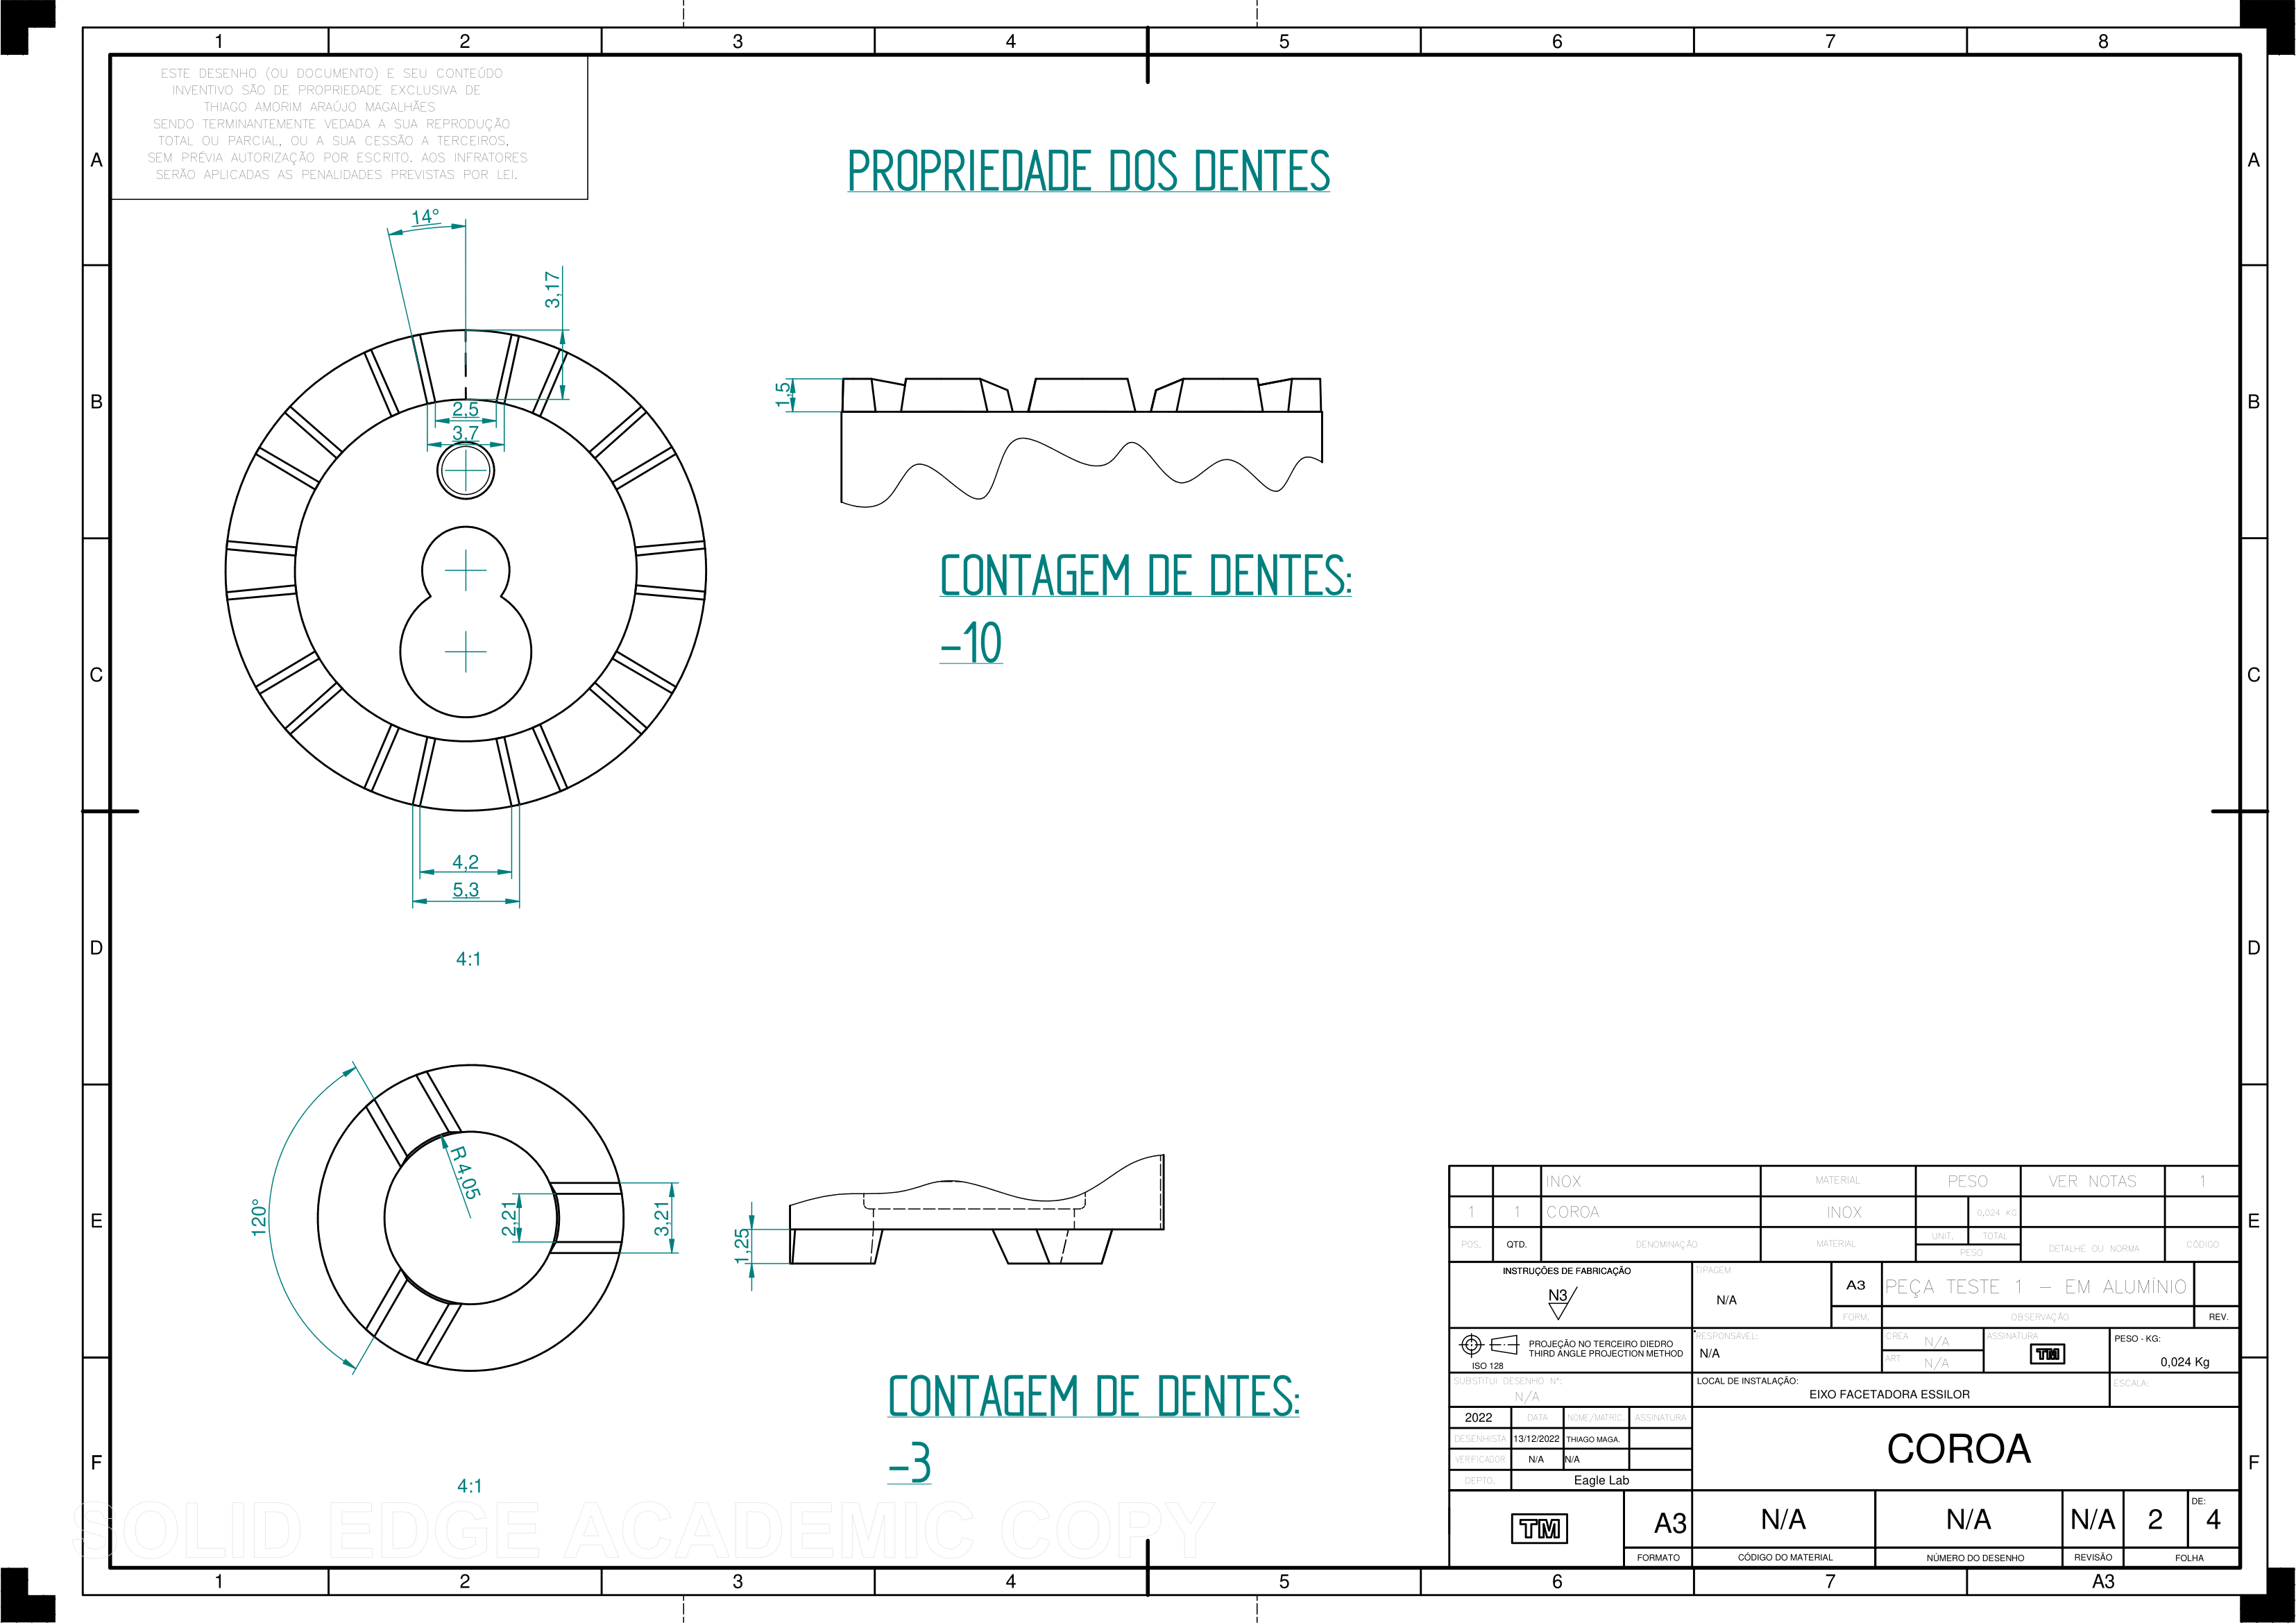 1 2 3 4 5 6 7 8
ESTE DESENHO (OU DOCUMENTO) E SEU CONTEÚDO
INVENTIVO SÃO DE PROPRIEDADE EXCLUSIVA DE
THIAGO AMORIM ARAÚJO MAGALHÃES
SENDO TERMINANTEMENTE VEDADA A SUA REPRODUÇÃO
TOTAL OU PARCIAL, OU A SUA CESSÃO A TERCEIROS,
SEM PRÉVIA AUTORIZAÇÃO POR ESCRITO. AOS INFRATORES
SERÃO APLICADAS AS PENALIDADES PREVISTAS POR LEI.
A A
PROPRIEDADE DOS DENTES
14°
3,17
B B
1,5
2,5
3,7
CONTAGEM DE DENTES:
-10
C C
4,2
5,3
D D
4:1
120°
R 4,05
2,21
3,21
1,25
E E
CONTAGEM DE DENTES:
-3
F F
4:1
SOLID EDGE ACADEMIC COPY
INOX MATERIAL PESO VER NOTAS 1
1 1 COROA INOX 0,024 KG
POS. QTD. DENOMINAÇÃO MATERIAL UNIT. TOTAL DETALHE OU NORMA CÓDIGO
PESO
INSTRUÇÕES DE FABRICAÇÃO
N3
TIPAGEM
N/A
A3 PEÇA TESTE 1 - EM ALUMÍNIO
FORM. OBSERVAÇÃO REV.
PROJEÇÃO NO TERCEIRO DIEDRO
THIRD ANGLE PROJECTION METHOD
ISO 128
RESPONSÁVEL:
N/A
CREA N/A
ART N/A
ASSINATURA
TM
PESO - KG:
0,024 Kg
SUBSTITUI DESENHO N°:
N/A
LOCAL DE INSTALAÇÃO:
EIXO FACETADORA ESSILOR
ESCALA:
2022 DATA NOME/MATRIC. ASSINATURA
DESENHISTA 13/12/2022 THIAGO MAGA.
VERIFICADOR N/A N/A
DEPTO. Eagle Lab
COROA
TM
A3 N/A N/A N/A 2 DE: 4
FORMATO CÓDIGO DO MATERIAL NÚMERO DO DESENHO REVISÃO FOLHA
1 2 3 4 5 6 7 A3